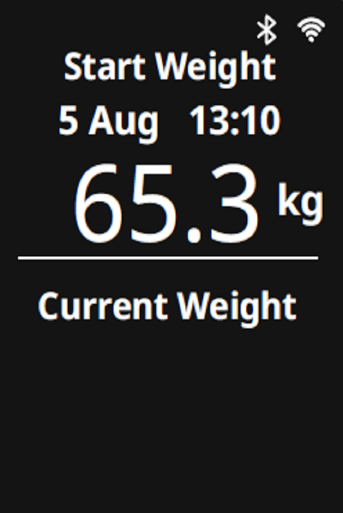 Start Weight
5 Aug 13:10
65.3 kg
Current Weight